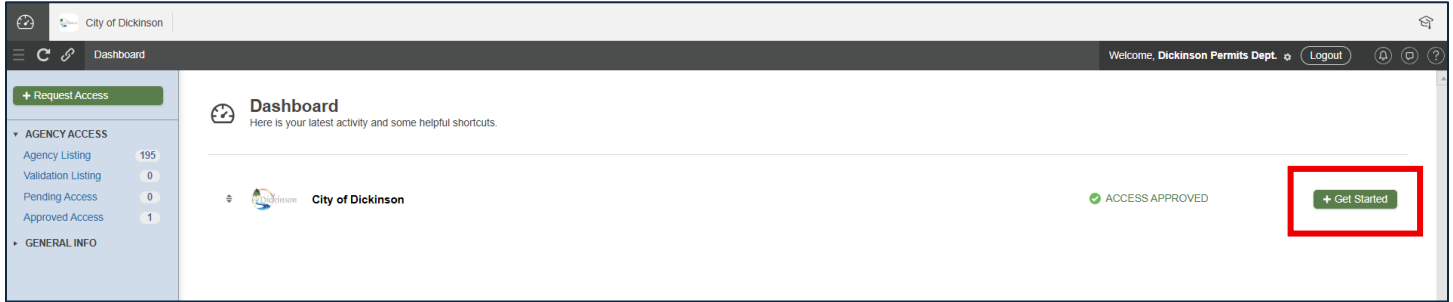 City of Dickinson
Dashboard
Welcome, Dickinson Permits Dept.
Logout
?
+ Request Access
AGENCY ACCESS
Agency Listing 195
Validation Listing 0
Pending Access 0
Approved Access 1
GENERAL INFO
Dashboard
Here is your latest activity and some helpful shortcuts.
Dickinson
City of Dickinson
ACCESS APPROVED
+ Get Started